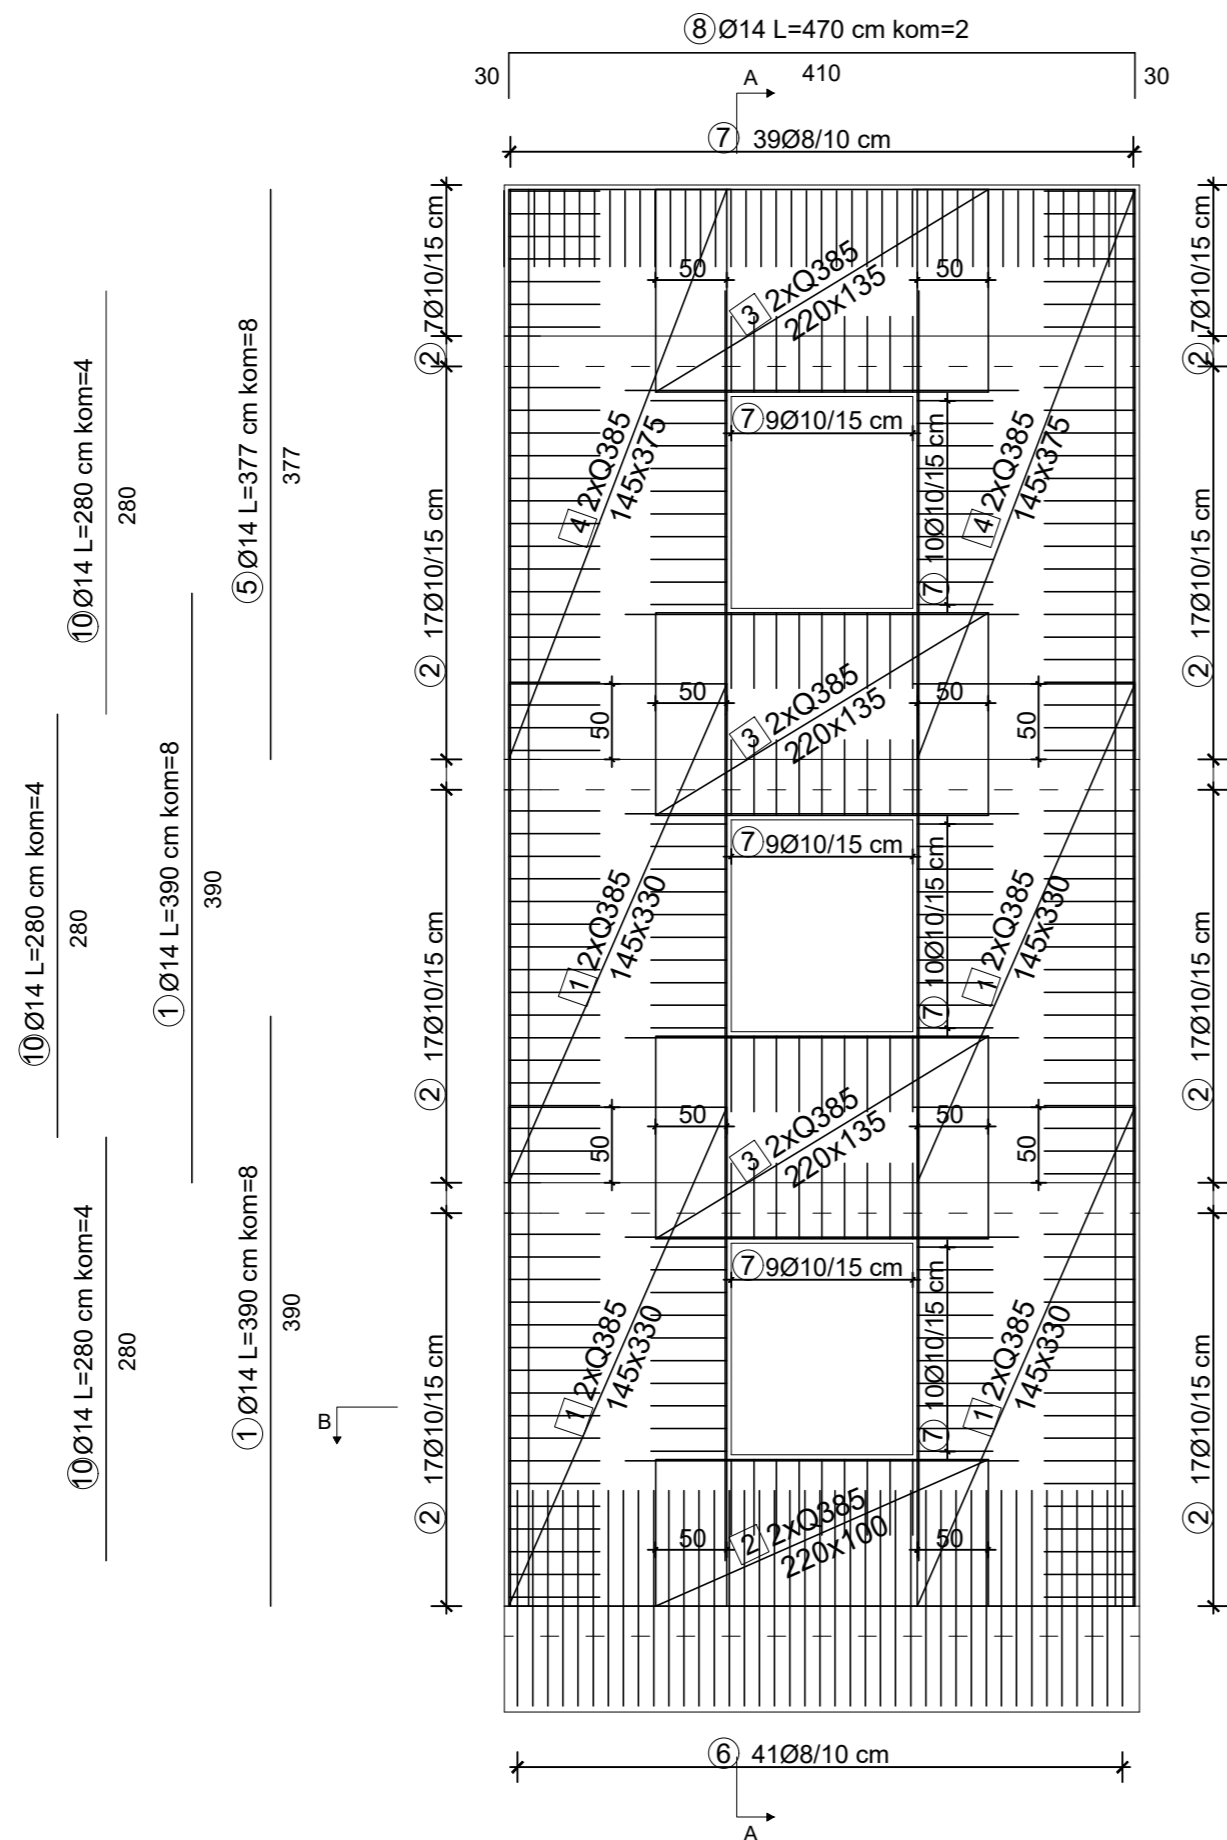 8 Ø14 L=470 cm kom=2
30
410
30
A
7 39Ø8/10 cm
2 7Ø10/15 cm
2 7Ø10/15 cm
50
50
3 2xQ385
220x135
10 Ø14 L=280 cm kom=4
280
5 Ø14 L=377 cm kom=8
377
2 17Ø10/15 cm
4 2xQ385
145x375
7 9Ø10/15 cm
7 10Ø10/15 cm
4 2xQ385
145x375
2 17Ø10/15 cm
50
50
50
50
3 2xQ385
220x135
10 Ø14 L=280 cm kom=4
280
1 Ø14 L=390 cm kom=8
390
2 17Ø10/15 cm
1 2xQ385
145x330
7 9Ø10/15 cm
7 10Ø10/15 cm
1 2xQ385
145x330
2 17Ø10/15 cm
50
50
50
50
3 2xQ385
220x135
10 Ø14 L=280 cm kom=4
280
1 Ø14 L=390 cm kom=8
390
B
2 17Ø10/15 cm
1 2xQ385
145x330
7 9Ø10/15 cm
7 10Ø10/15 cm
1 2xQ385
145x330
2 17Ø10/15 cm
50
50
2 2xQ385
220x100
6 41Ø8/10 cm
A